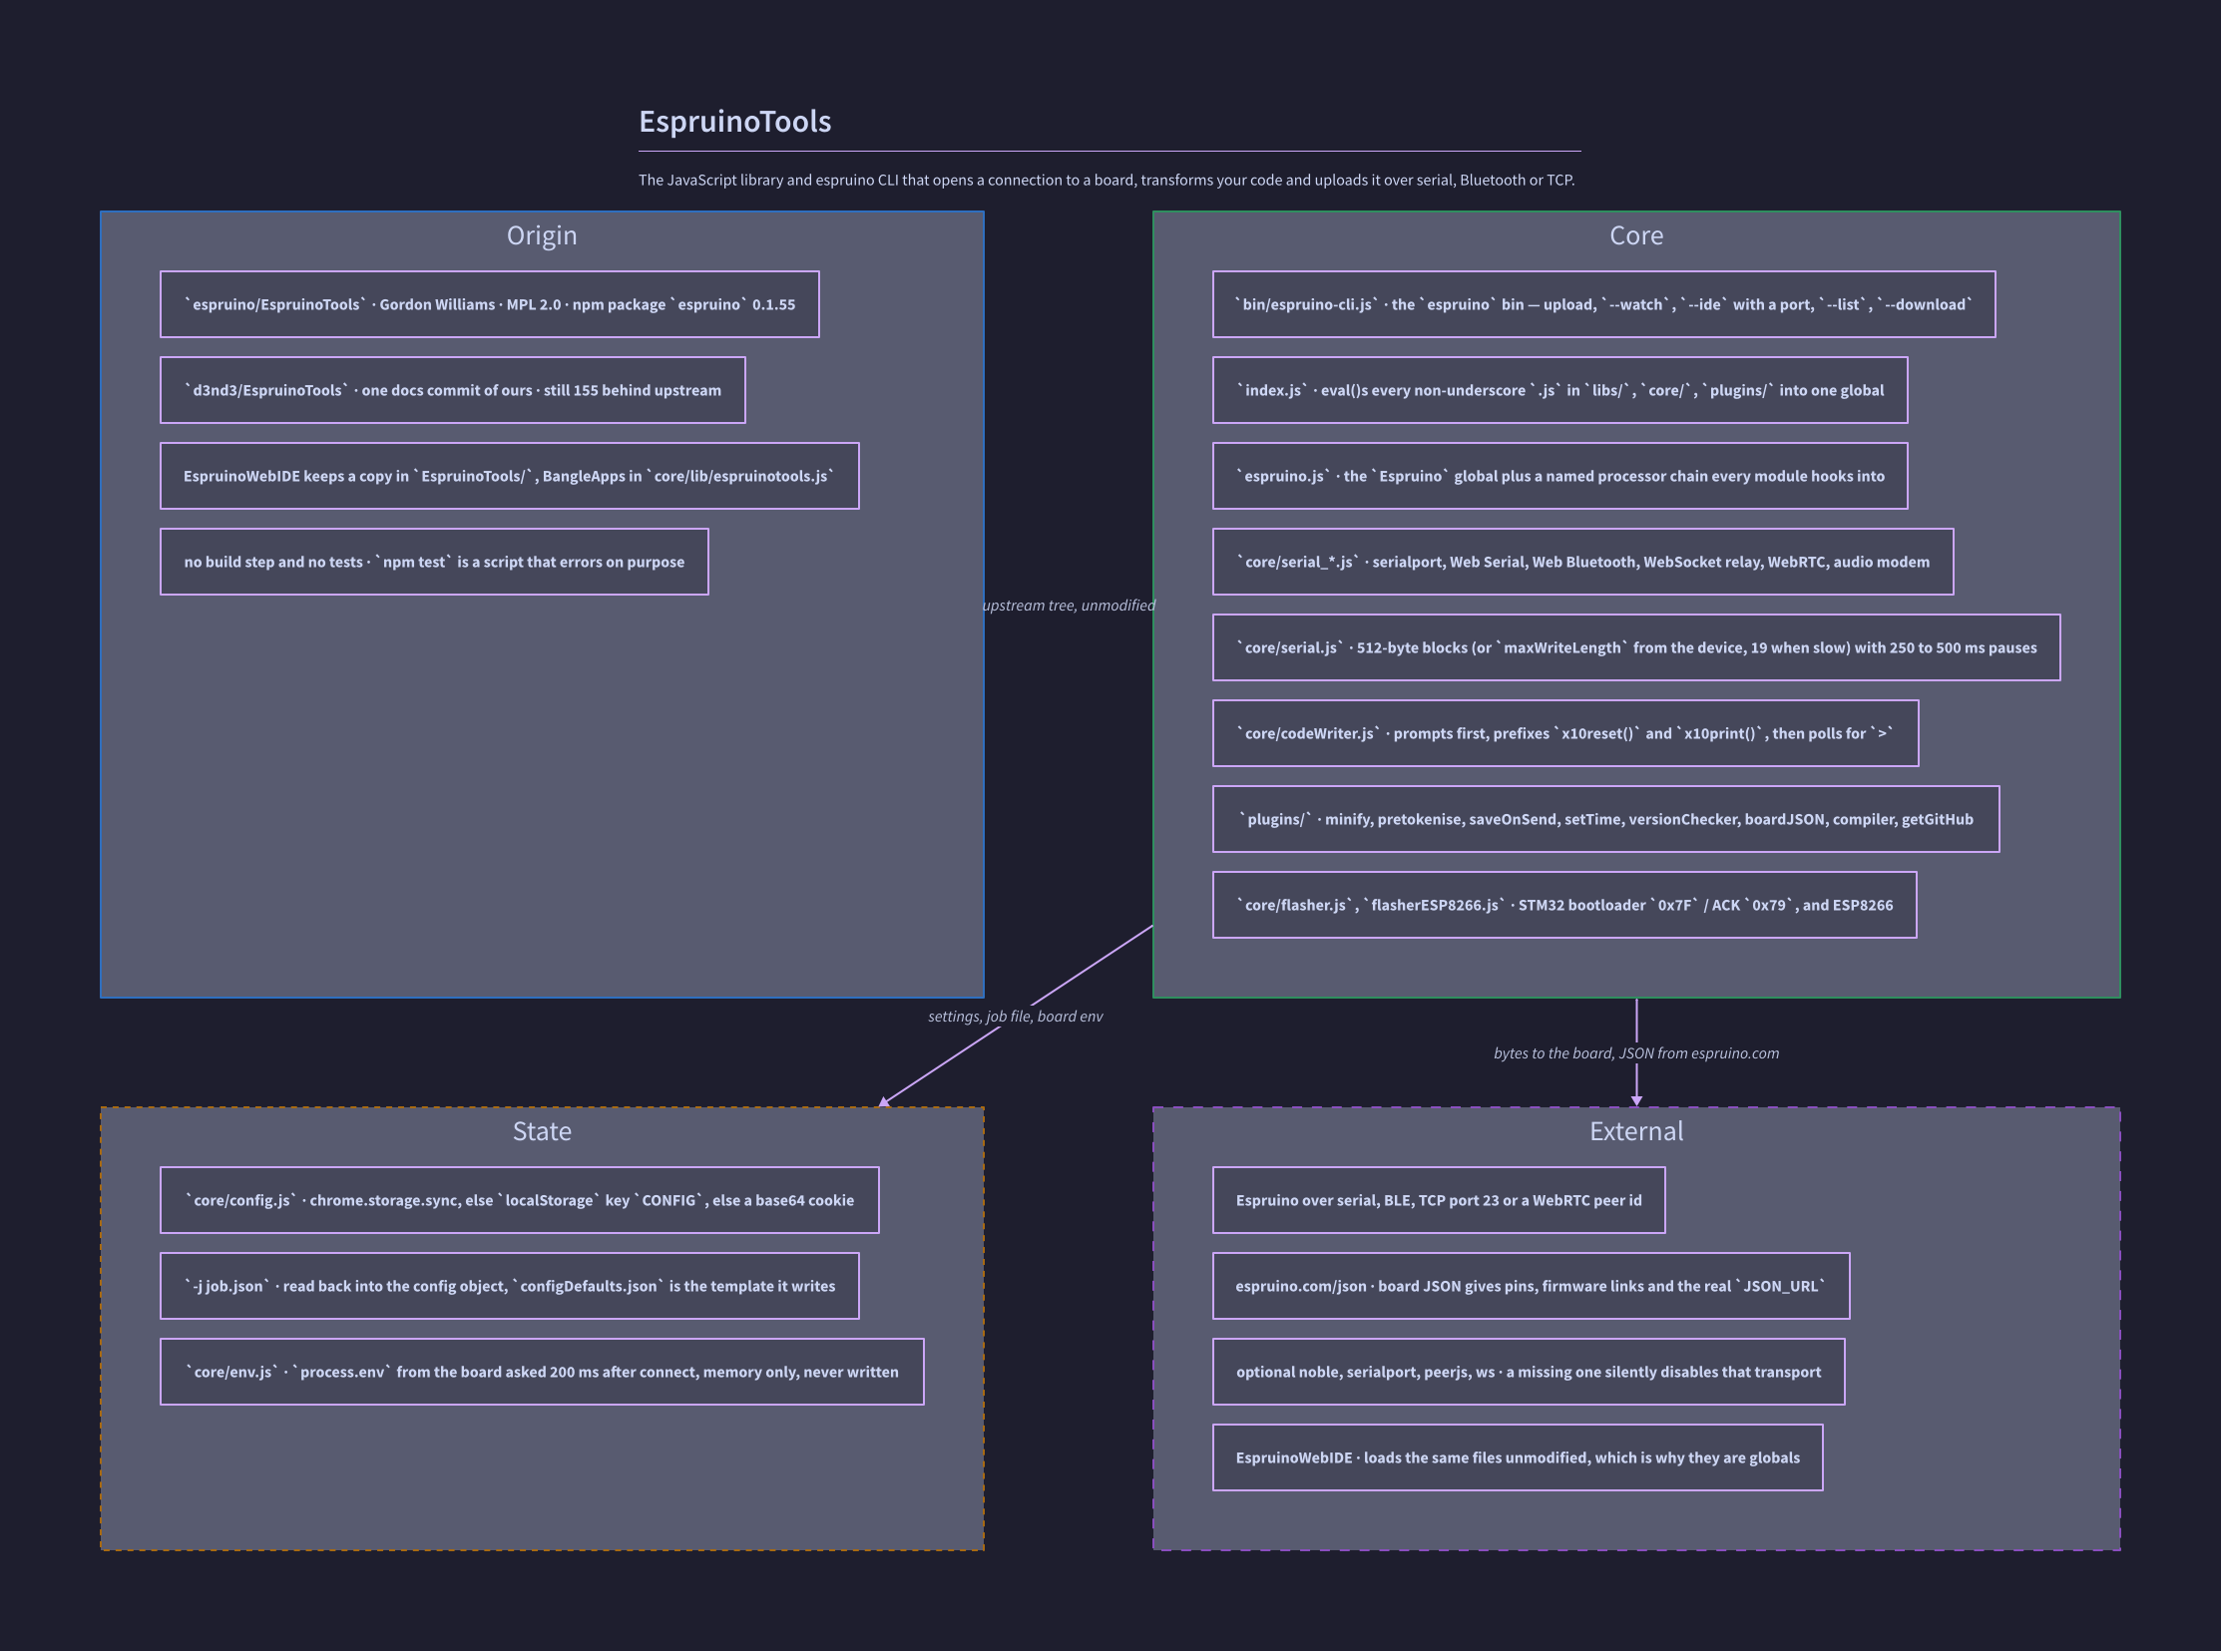 EspruinoTools
The JavaScript library and espruino CLI that opens a connection to a board, transforms your code and uploads it over serial, Bluetooth or TCP.
Origin
`espruino/EspruinoTools` · Gordon Williams · MPL 2.0 · npm package `espruino` 0.1.55
`d3nd3/EspruinoTools` · one docs commit of ours · still 155 behind upstream
EspruinoWebIDE keeps a copy in `EspruinoTools/`, BangleApps in `core/lib/espruinotools.js`
no build step and no tests · `npm test` is a script that errors on purpose
upstream tree, unmodified
Core
`bin/espruino-cli.js` · the `espruino` bin — upload, `--watch`, `--ide` with a port, `--list`, `--download`
`index.js` · eval()s every non-underscore `.js` in `libs/`, `core/`, `plugins/` into one global
`espruino.js` · the `Espruino` global plus a named processor chain every module hooks into
`core/serial_*.js` · serialport, Web Serial, Web Bluetooth, WebSocket relay, WebRTC, audio modem
`core/serial.js` · 512-byte blocks (or `maxWriteLength` from the device, 19 when slow) with 250 to 500 ms pauses
`core/codeWriter.js` · prompts first, prefixes `x10reset()` and `x10print()`, then polls for `>`
`plugins/` · minify, pretokenise, saveOnSend, setTime, versionChecker, boardJSON, compiler, getGitHub
`core/flasher.js`, `flasherESP8266.js` · STM32 bootloader `0x7F` / ACK `0x79`, and ESP8266
settings, job file, board env
bytes to the board, JSON from espruino.com
State
`core/config.js` · chrome.storage.sync, else `localStorage` key `CONFIG`, else a base64 cookie
`-j job.json` · read back into the config object, `configDefaults.json` is the template it writes
`core/env.js` · `process.env` from the board asked 200 ms after connect, memory only, never written
External
Espruino over serial, BLE, TCP port 23 or a WebRTC peer id
espruino.com/json · board JSON gives pins, firmware links and the real `JSON_URL`
optional noble, serialport, peerjs, ws · a missing one silently disables that transport
EspruinoWebIDE · loads the same files unmodified, which is why they are globals